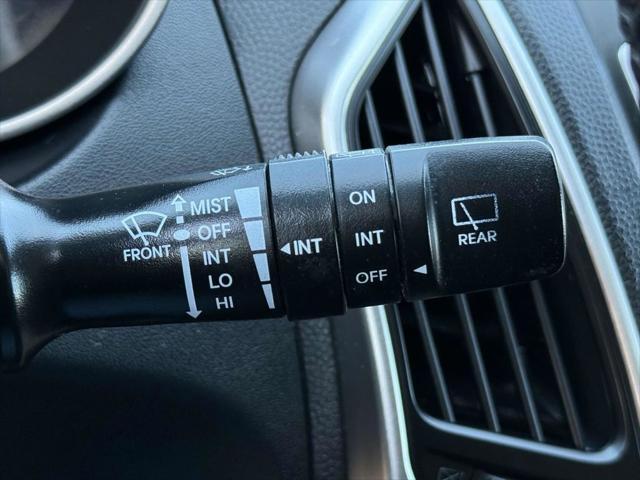 FRONT
MIST
OFF
INT
LO
HI
INT
ON
INT
OFF
REAR